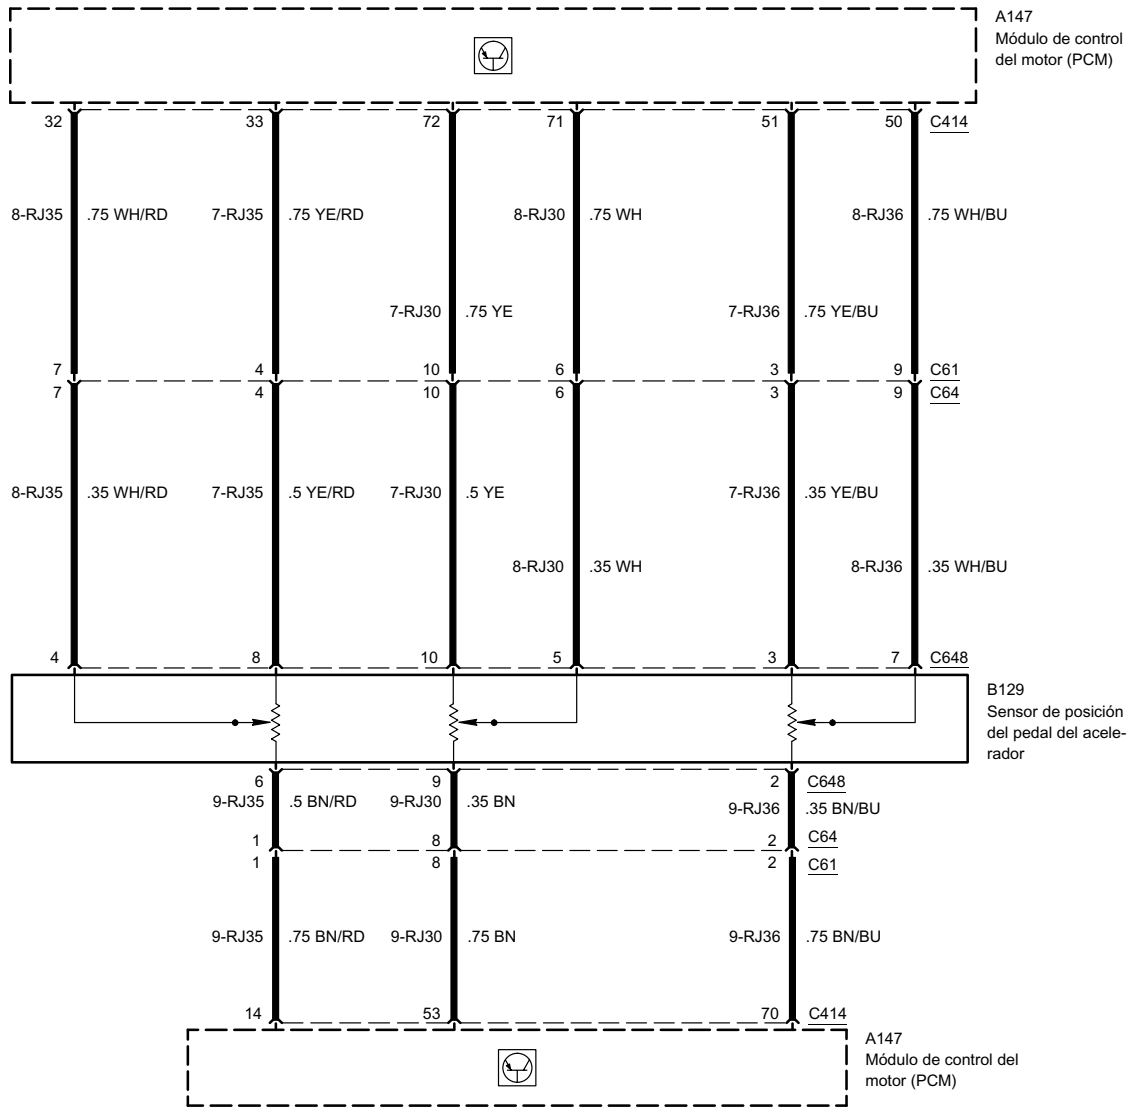 A147
Módulo de control
del motor (PCM)
32 33 72 71 51 50 C414
8-RJ35 .75 WH/RD 7-RJ35 .75 YE/RD 8-RJ30 .75 WH 8-RJ36 .75 WH/BU
7-RJ30 .75 YE 7-RJ36 .75 YE/BU
7 4 10 6 3 9 C61
7 4 10 6 3 9 C64
8-RJ35 .35 WH/RD 7-RJ35 .5 YE/RD 7-RJ30 .5 YE 7-RJ36 .35 YE/BU
8-RJ30 .35 WH 8-RJ36 .35 WH/BU
4 8 10 5 3 7 C648
B129
Sensor de posición
del pedal del acele-
rador
6 9 2 C648
9-RJ35 .5 BN/RD 9-RJ30 .35 BN 9-RJ36 .35 BN/BU
1 8 2 C64
1 8 2 C61
9-RJ35 .75 BN/RD 9-RJ30 .75 BN 9-RJ36 .75 BN/BU
14 53 70 C414
A147
Módulo de control del
motor (PCM)